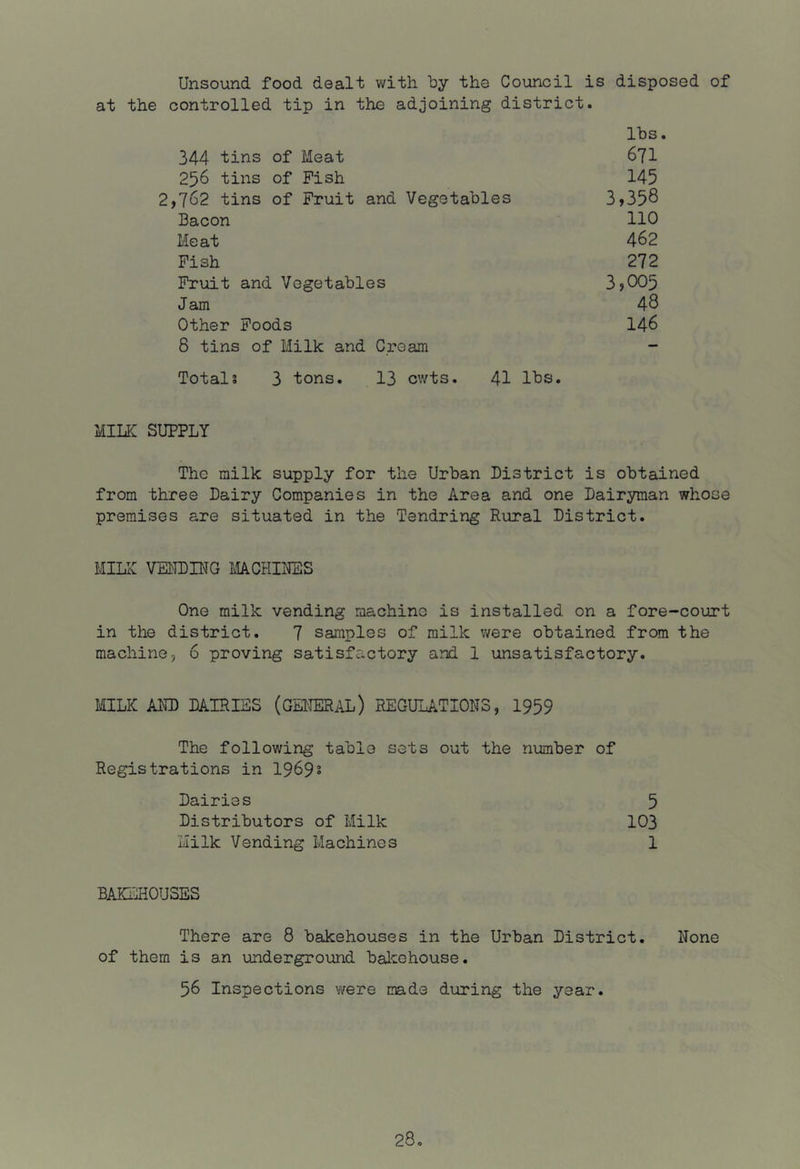 Unsound food dealt with by the Council is disposed of
at the controlled tip in the adjoining district.
lbs.
344 tins of Meat 671
256 tins of Fish 145
2,762 tins of Fruit and Vegetables 3,358
Bacon 110
Meat 462
Fish 272
Fruit and Vegetables 3,005
Jam 48
Other Foods 146
8 tins of Milk and Cream -
Total: 3 tons. 13 cwts. 41 lbs.
MILK SUPPLY
The milk supply for the Urban District is obtained
from three Dairy Companies in the Area and one Dairyman whose
premises are situated in the Tendring Rural District.
MILK VENDING MACHINES
One milk vending machine is installed on a fore-court
in the district. 7 samples of milk were obtained from the
machine, 6 proving satisfactory and 1 unsatisfactory.
MILK AND DAIRIES (GENERAL) REGULATIONS, 1959
The following table sets out the number of
Registrations in 1969:
Dairies 5
Distributors of Milk 103
Milk Vending Machines 1
BAKEHOUSES
There are 8 bakehouses in the Urban District. None
of them is an underground bakehouse.
56 Inspections were made during the year.
28.